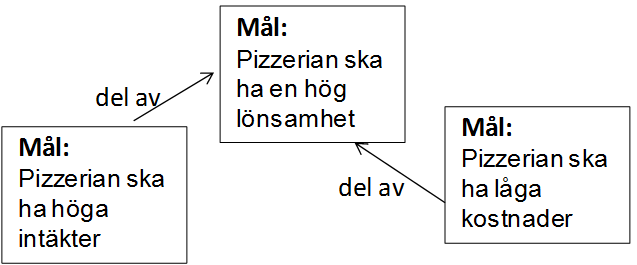 Mål:
Pizzerian ska
ha en hög
lönsamhet
del av
Mål:
Pizzerian ska
ha höga
intäkter
Mål:
Pizzerian ska
ha låga
kostnader
del av